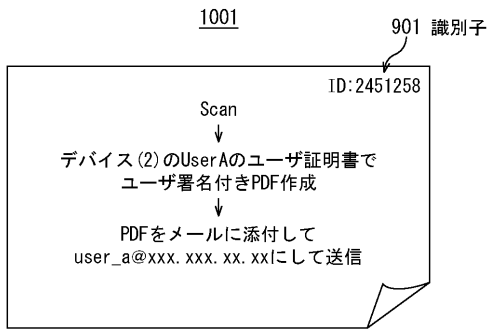 1001
901 識別子
ID:2451258
Scan
↓
デバイス(2)のUserAのユーザ証明書で
ユーザ署名付きPDF作成
↓
PDFをメールに添付して
user_a@xxx.xxx.xx.xxにして送信